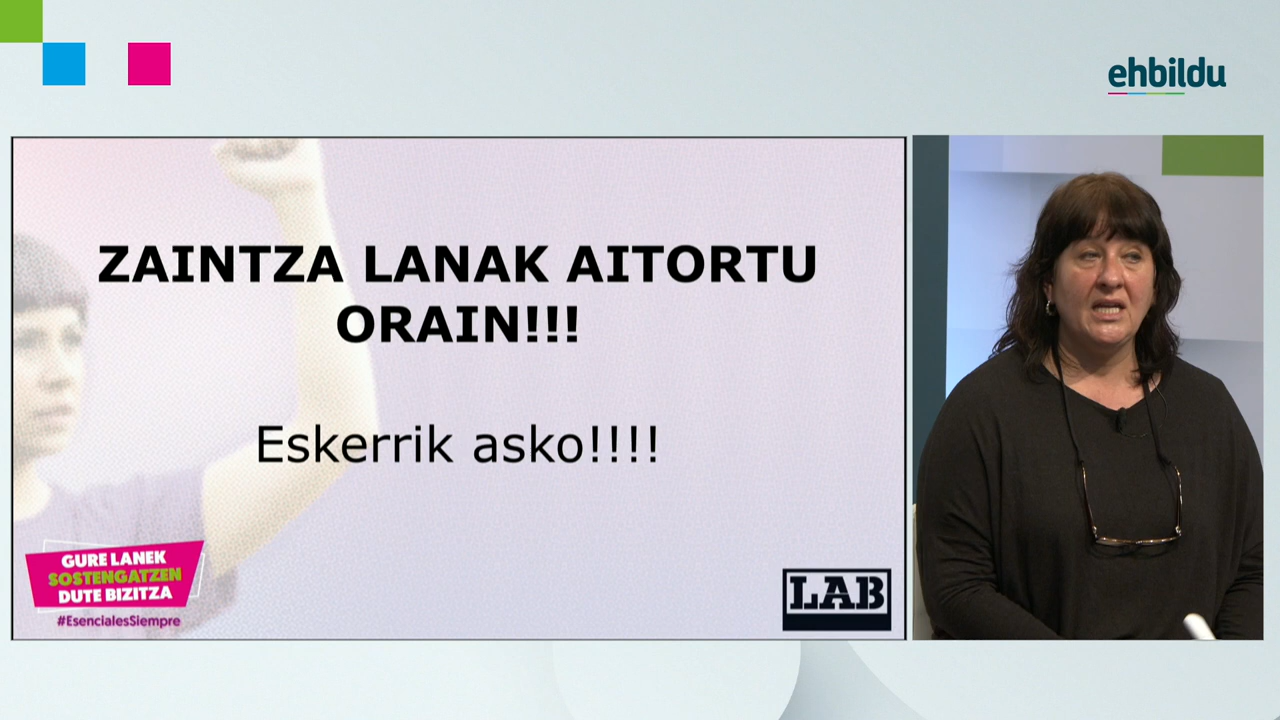 ehbildu
ZAINTZA LANAK AITORTU
ORAIN!!!
Eskerrik asko!!!!
GURE LANEK
SOSTENGATZEN
DUTE BIZITZA
#EsencialesSiempre
LAB